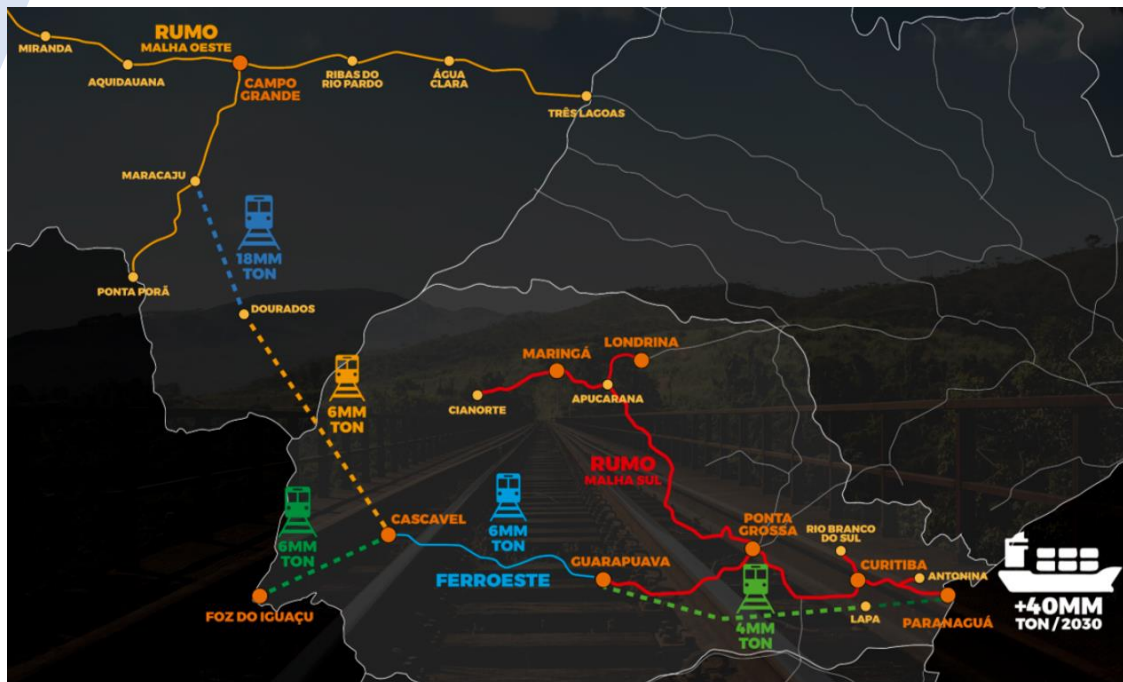 MIRANDA
RUMO
MALHA OESTE
AQUIDAUANA
CAMPO
GRANDE
RIBAS DO
RIO PARDO
ÁGUA
CLARA
TRÊS LAGOAS
MARACAJU
18MM
TON
PONTA PORÃ
DOURADOS
6MM
TON
MARINGÁ
LONDRINA
CIANORTE
APUCARANA
RUMO
MALHA SUL
6MM
TON
CASCAVEL
6MM
TON
FERROESTE
GUARAPUAVA
PONTA
GROSSA
RIO BRANCO
DO SUL
CURITIBA
ANTONINA
FOZ DO IGUAÇU
4MM
TON
LAPA
PARANAGUÁ
+40MM
TON/2030